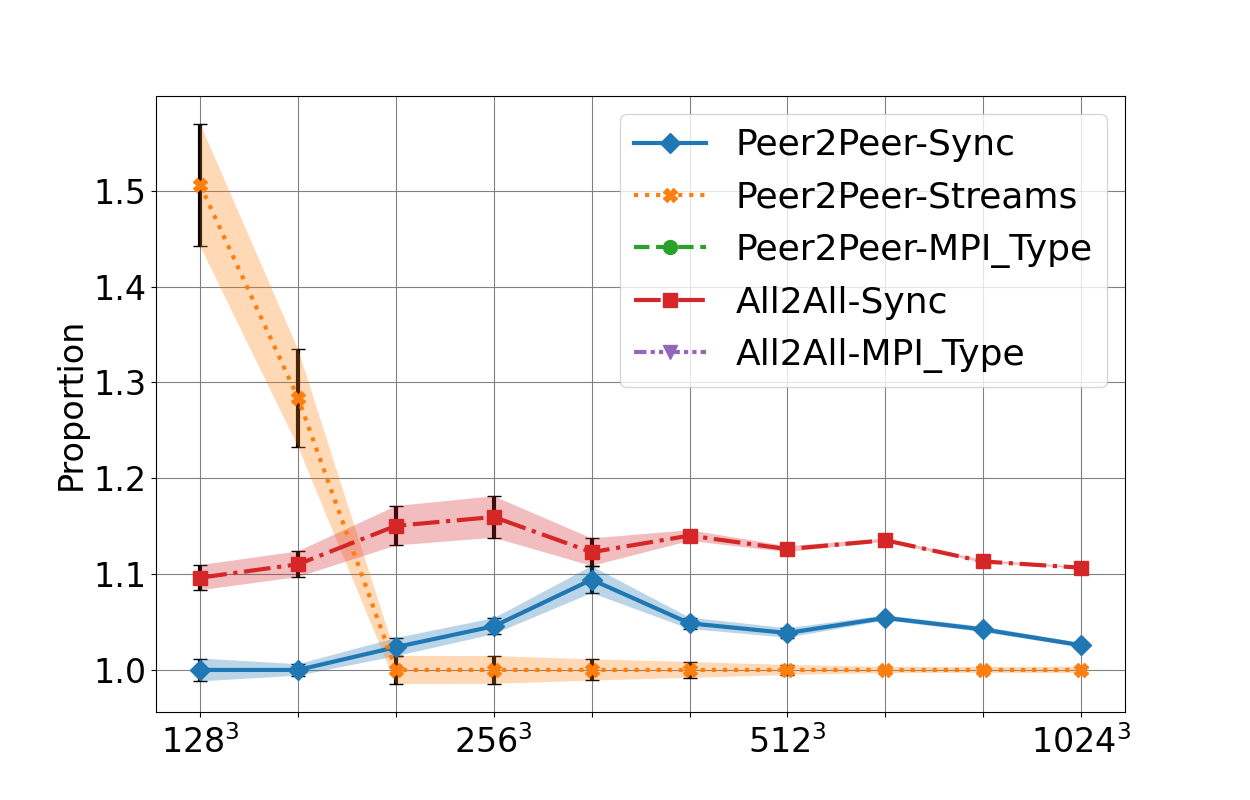 Peer2Peer-Sync
Peer2Peer-Streams
Peer2Peer-MPI_Type
All2All-Sync
All2All-MPI_Type
Proportion
1.5
1.4
1.3
1.2
1.1
1.0
128³ 256³ 512³ 1024³